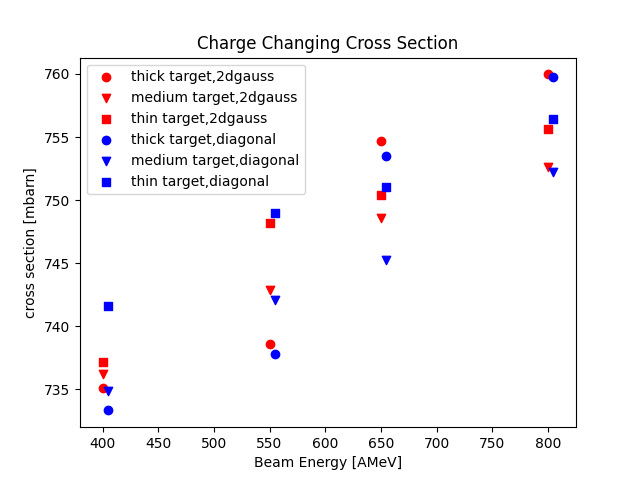 Charge Changing Cross Section
760
755
750
745
740
735
cross section [mbarn]
thick target,2dgauss
medium target,2dgauss
thin target,2dgauss
thick target,diagonal
medium target,diagonal
thin target,diagonal
400 450 500 550 600 650 700 750 800
Beam Energy [AMeV]